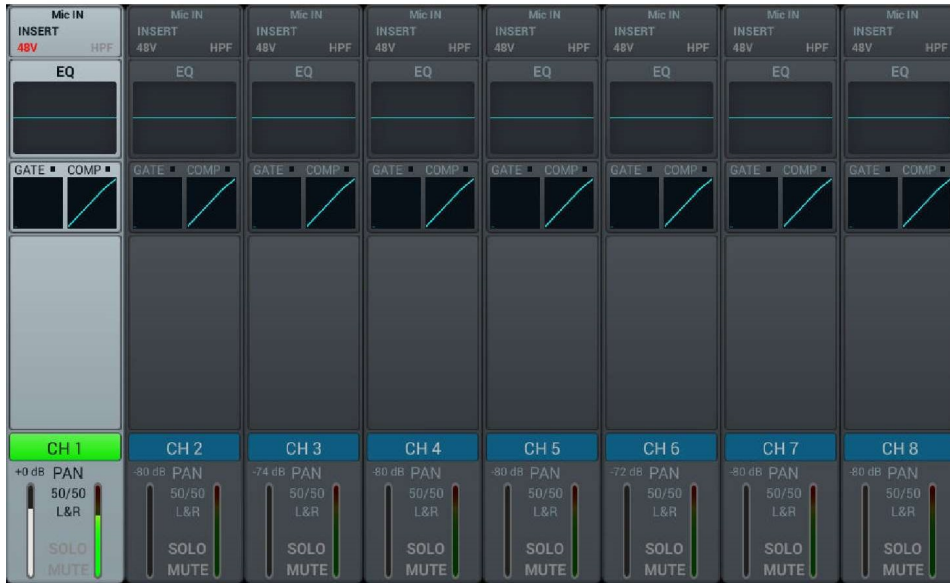 Mic IN Mic IN Mic IN Mic IN Mic IN Mic IN Mic IN Mic IN
INSERT INSERT INSERT INSERT INSERT INSERT INSERT INSERT
48V HPF 48V HPF 48V HPF 48V HPF 48V HPF 48V HPF 48V HPF 48V HPF
EQ EQ EQ EQ EQ EQ EQ EQ
GATE COMP GATE COMP GATE COMP GATE COMP GATE COMP GATE COMP GATE COMP GATE COMP
CH 1 CH 2 CH 3 CH 4 CH 5 CH 6 CH 7 CH 8
+0 dB PAN -80 dB PAN -74 dB PAN -80 dB PAN -80 dB PAN -72 dB PAN -80 dB PAN -80 dB PAN
50/50 50/50 50/50 50/50 50/50 50/50 50/50 50/50
L&R L&R L&R L&R L&R L&R L&R L&R
SOLO SOLO SOLO SOLO SOLO SOLO SOLO SOLO
MUTE MUTE MUTE MUTE MUTE MUTE MUTE MUTE